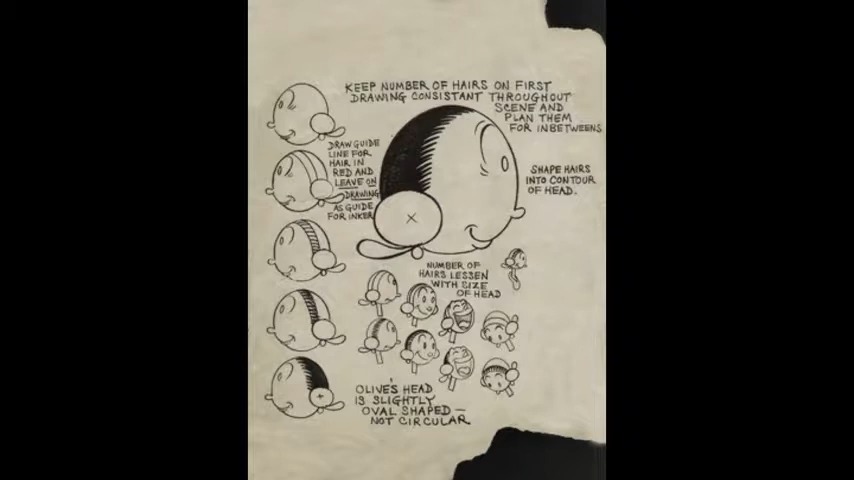 KEEP NUMBER OF HAIRS ON FIRST
DRAWING CONSISTANT THROUGHOUT
SCENE AND
PLAN THEM
FOR INBETWEENS
DRAW GUIDE
LINE FOR
HAIR IN
RED AND
LEAVE ON
DRAWING
AS GUIDE
FOR INKER
SHAPE HAIRS
INTO CONTOUR
OF HEAD.
NUMBER OF
HAIRS LESSEN
WITH SIZE
OF HEAD
OLIVE'S HEAD
IS SLIGHTLY
OVAL SHAPED —
NOT CIRCULAR